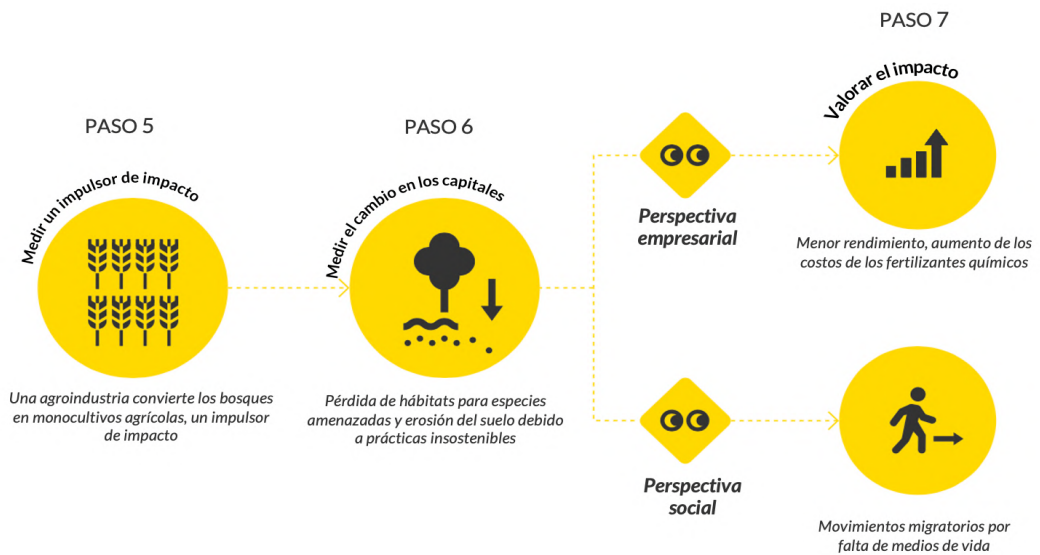 PASO 5
Medir un impulsor de impacto
Una agroindustria convierte los bosques
en monocultivos agrícolas, un impulsor
de impacto
PASO 6
Medir el cambio en los capitales
Pérdida de hábitats para especies
amenazadas y erosión del suelo debido
a prácticas insostenibles
Perspectiva
empresarial
Perspectiva
social
PASO 7
Valorar el impacto
Menor rendimiento, aumento de los
costos de los fertilizantes químicos
Movimientos migratorios por
falta de medios de vida